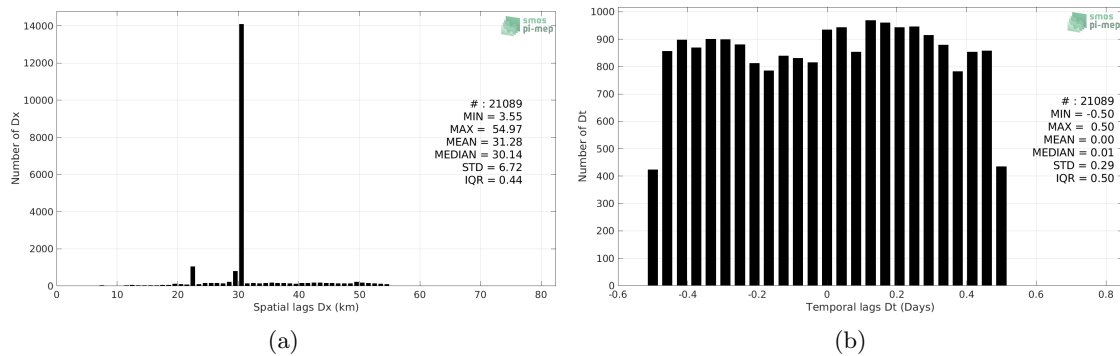 14000
12000
10000
8000
6000
4000
2000
0
Number of Dx
smos
pi-mep
# : 21089
MIN = 3.55
MAX = 54.97
MEAN = 31.28
MEDIAN = 30.14
STD = 6.72
IQR = 0.44
0 10 20 30 40 50 60 70 80
Spatial lags Dx (km)
(a)
1000
900
800
700
600
500
400
300
200
100
0
Number of Dt
smos
pi-mep
# : 21089
MIN = -0.50
MAX = 0.50
MEAN = 0.00
MEDIAN = 0.01
STD = 0.29
IQR = 0.50
-0.6 -0.4 -0.2 0 0.2 0.4 0.6 0.8
Temporal lags Dt (Days)
(b)